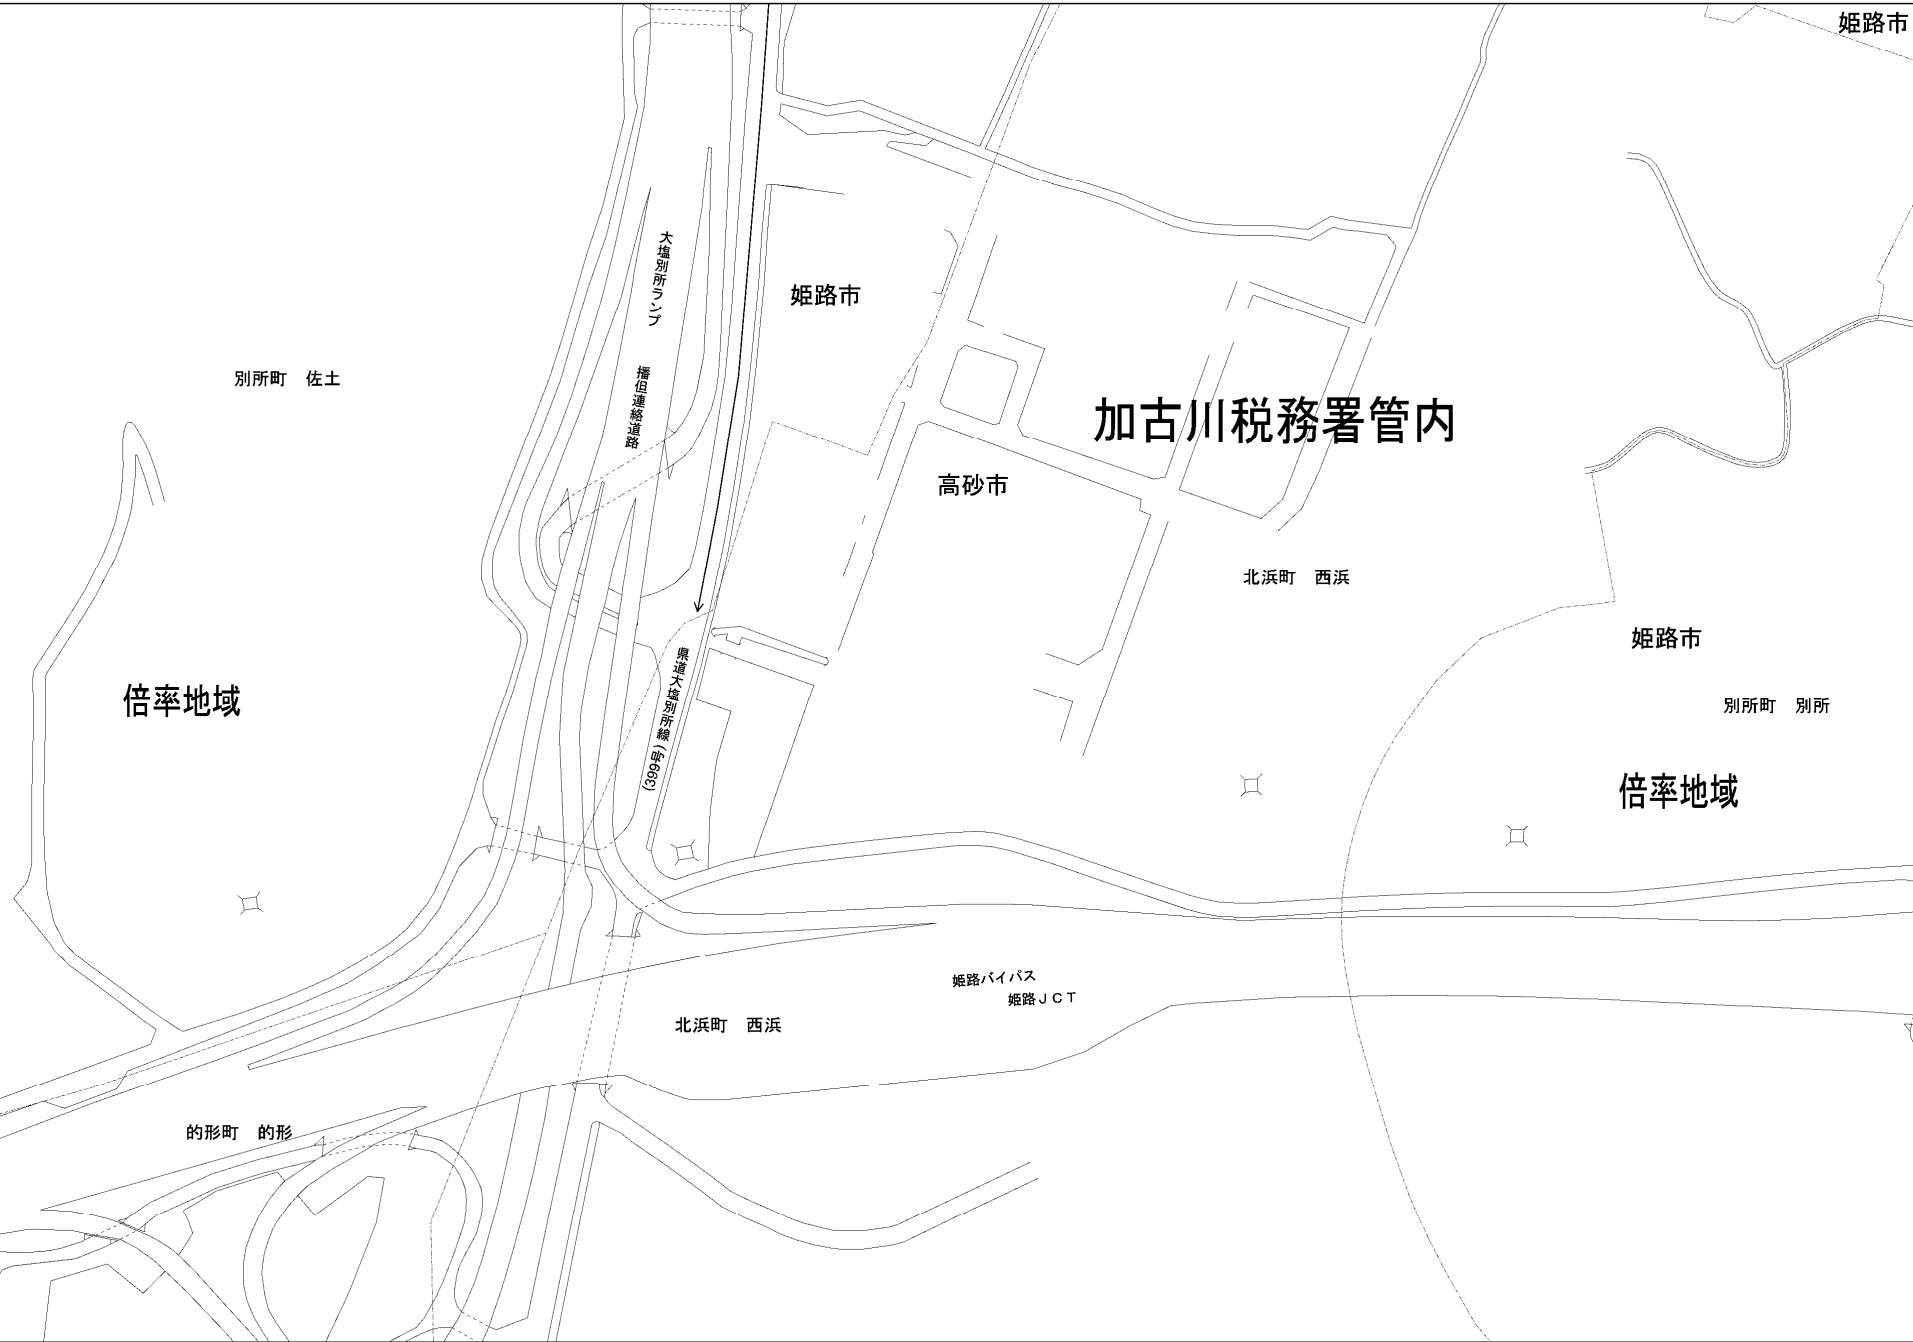 姫路市
大塩別所ランプ
姫路市
播但連絡道路
別所町　佐土
加古川税務署管内
高砂市
北浜町　西浜
姫路市
県道大塩別所線(399号)
倍率地域
別所町　別所
倍率地域
姫路バイパス
姫路JCT
北浜町　西浜
的形町　的形